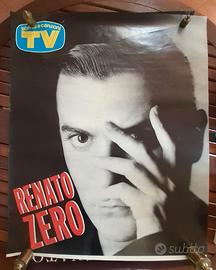 sorrisi e canzoni
TV
RENATO
ZERO
subito